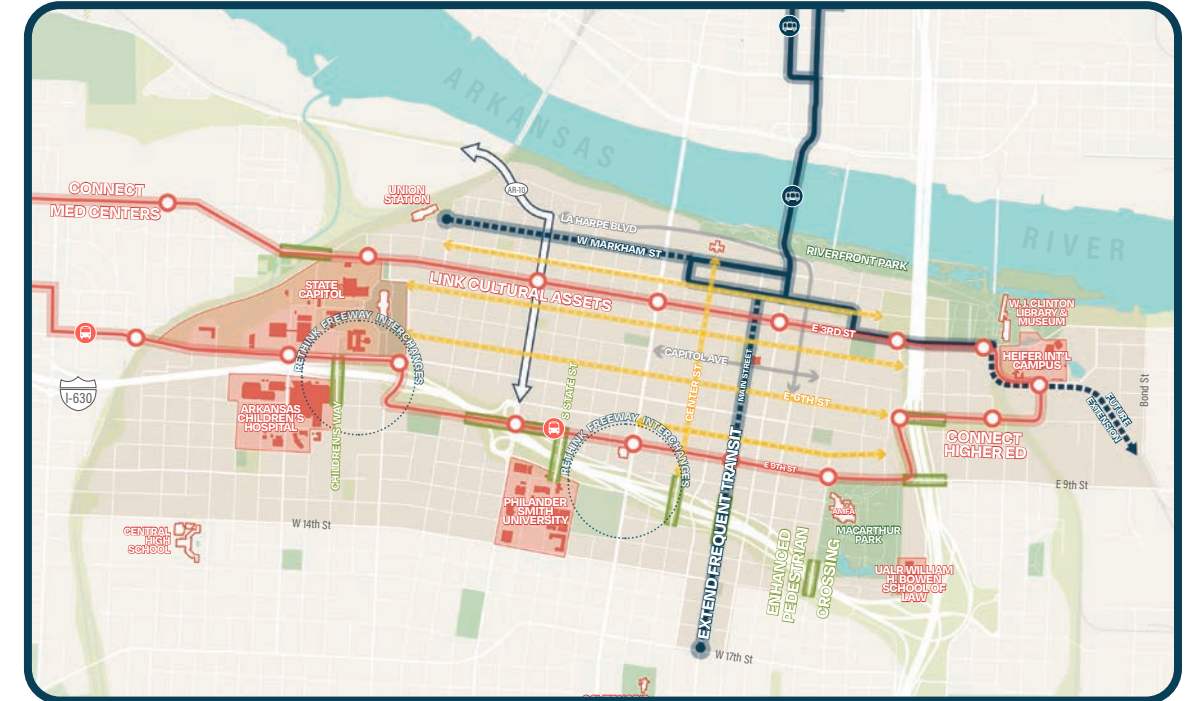 ARKANSAS
RIVER
CONNECT
MED CENTERS
UNION
STATION
AR-10
LA HARPE BLVD
W MARKHAM ST
RIVERFRONT PARK
STATE
CAPITOL
LINK CULTURAL ASSETS
E 3RD ST
W.J. CLINTON
LIBRARY &
MUSEUM
HEIFER INT'L
CAMPUS
RETHINK FREEWAY INTERCHANGES
CAPITOL AVE
MAIN STREET
CENTER ST
E 6TH ST
FUTURE
EXTENSION
Bond St
I-630
ARKANSAS
CHILDREN'S
HOSPITAL
CHILDREN'S WAY
S STATE ST
RETHINK FREEWAY INTERCHANGES
CONNECT
HIGHER ED
E 9TH ST
E 9th St
EXTEND FREQUENT TRANSIT
PHILANDER
SMITH
UNIVERSITY
W 14th St
CENTRAL
HIGH
SCHOOL
AMFA
MACARTHUR
PARK
ENHANCED
PEDESTRIAN
CROSSING
UALR WILLIAM
H. BOWEN
SCHOOL OF
LAW
W 17th St